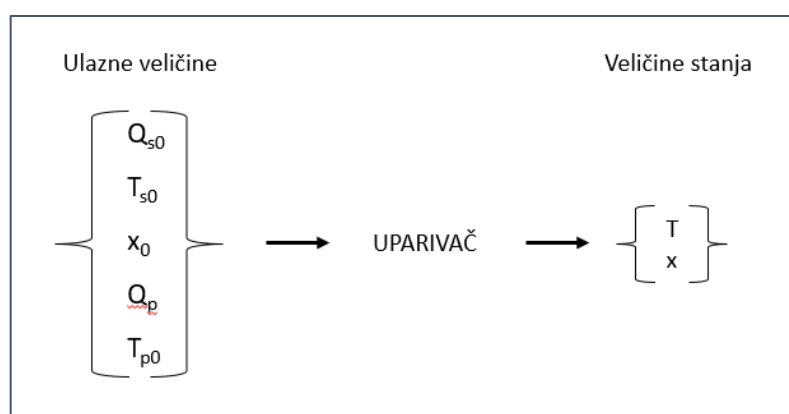 Ulazne veličine
Veličine stanja
Qs0
Ts0
x0
Qp
Tp0
UPARIVAČ
T
x